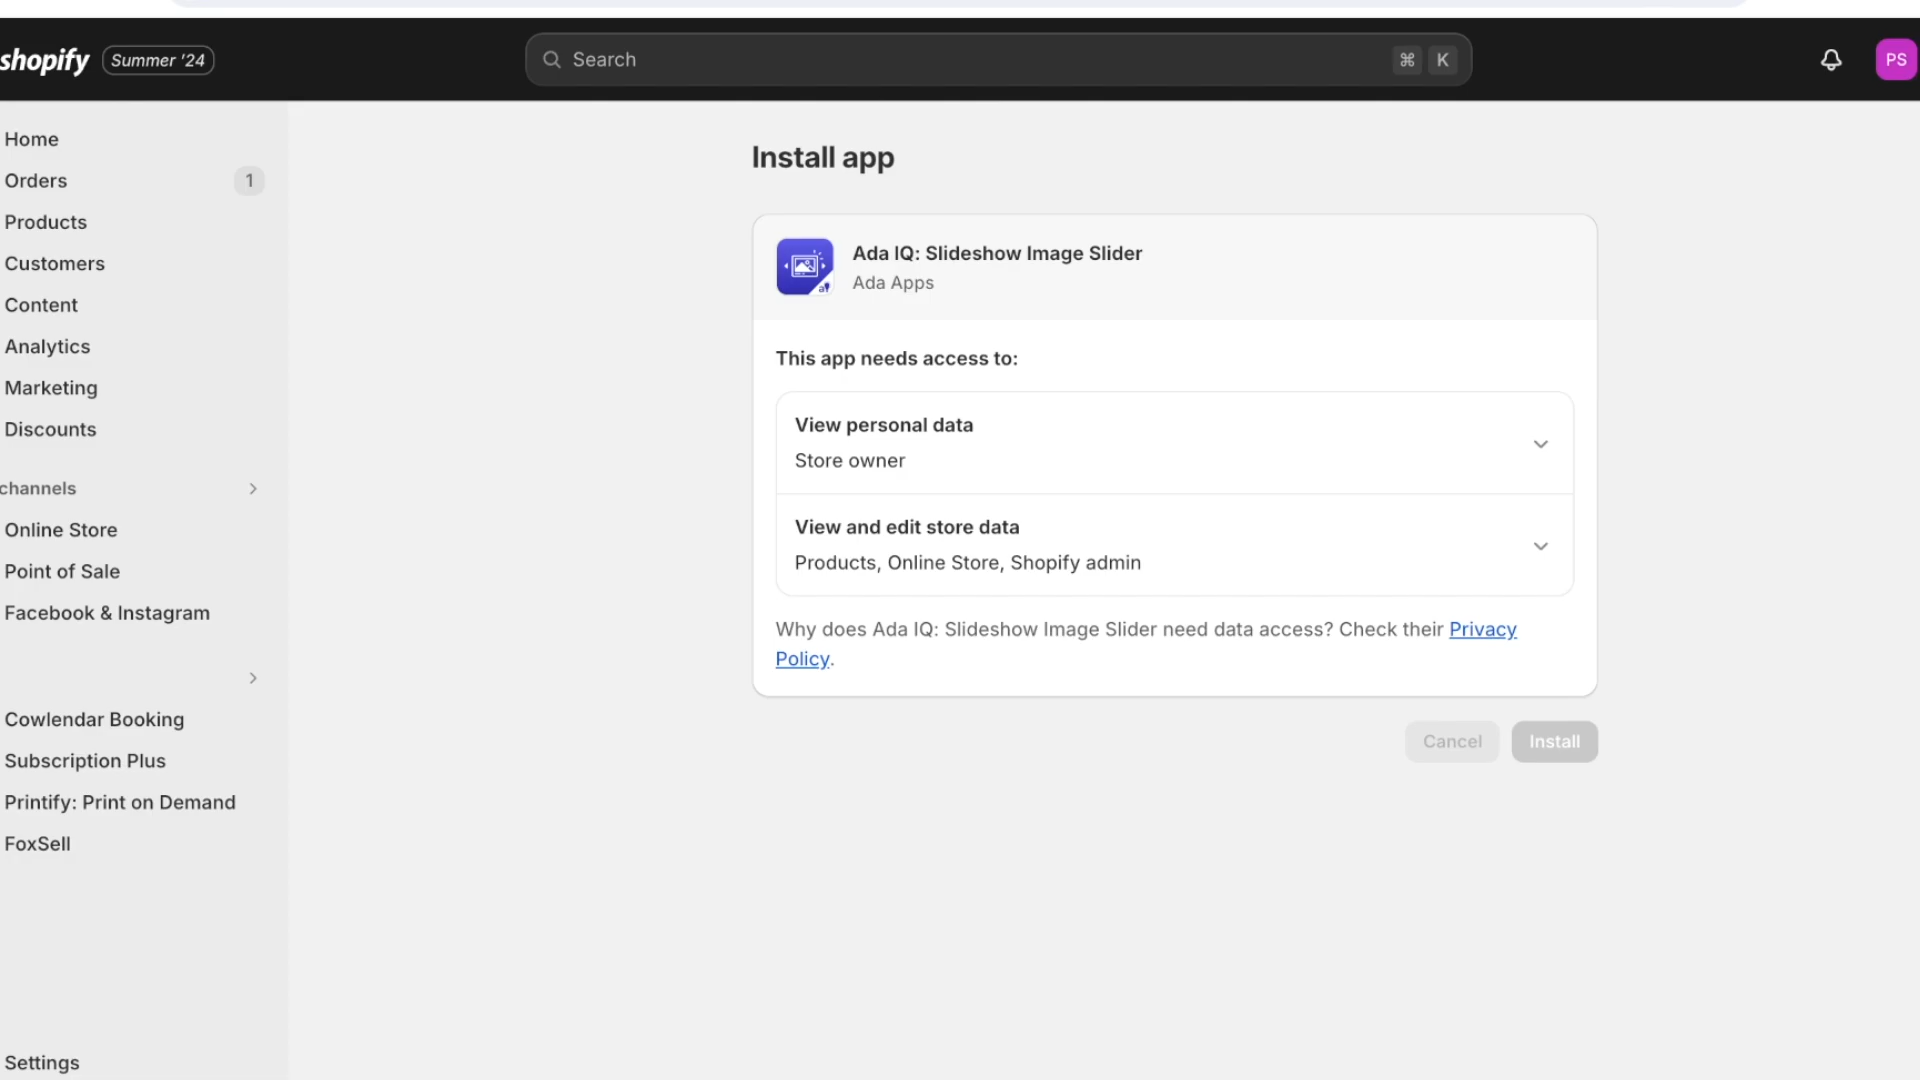 shopify
Summer '24
Search
⌘ K
PS
Home
Orders 1
Products
Customers
Content
Analytics
Marketing
Discounts
channels
Online Store
Point of Sale
Facebook & Instagram
Cowlendar Booking
Subscription Plus
Printify: Print on Demand
FoxSell
Settings
Install app
Ada IQ: Slideshow Image Slider
Ada Apps
This app needs access to:
View personal data
Store owner
View and edit store data
Products, Online Store, Shopify admin
Why does Ada IQ: Slideshow Image Slider need data access? Check their Privacy
Policy.
Cancel
Install